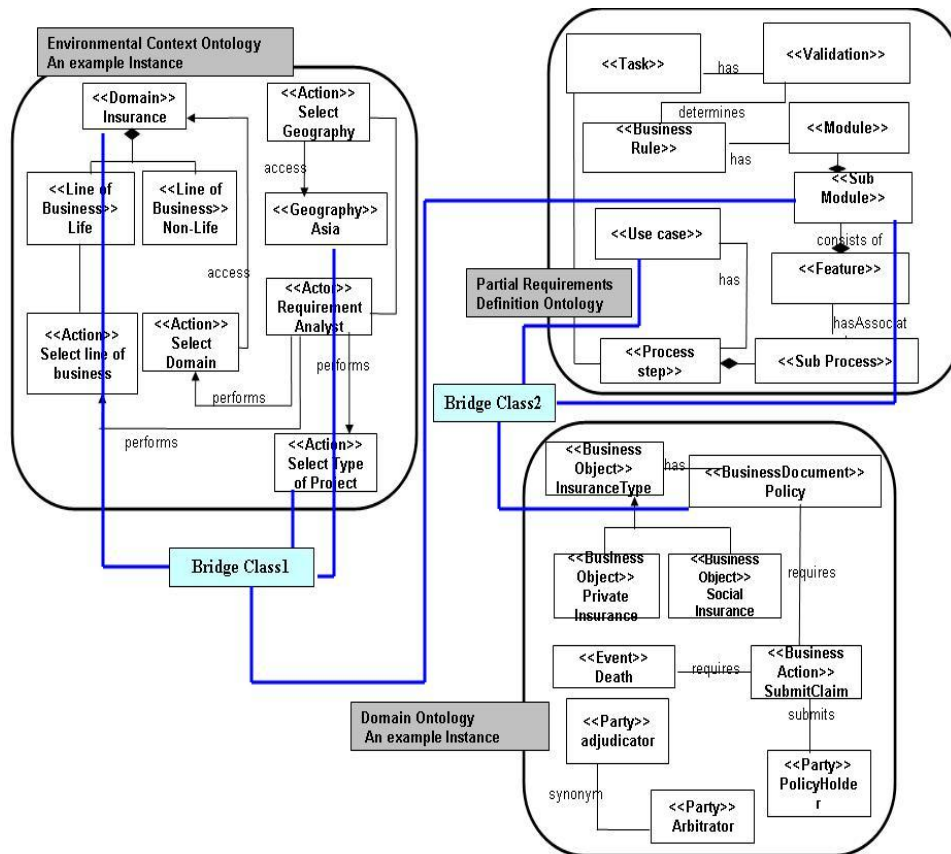 Environmental Context Ontology
An example Instance
<<Domain>>
Insurance
<<Action>>
Select
Geography
access
<<Line of
Business>>
Life
<<Line of
Business>>
Non-Life
<<Geography>>
Asia
access
<<Actor>>
Requirement
Analyst
<<Action>>
Select line of
business
<<Action>>
Select
Domain
performs
performs
performs
<<Action>>
Select Type
of Project
Bridge Class1
<<Task>>
has
<<Validation>>
determines
<<Business
Rule>>
has
<<Module>>
<<Sub
Module>>
<<Use case>>
consists of
<<Feature>>
has
Partial Requirements
Definition Ontology
hasAssociat
<<Process
step>>
<<Sub Process>>
Bridge Class2
<<Business
Object>>
InsuranceType
has
<<BusinessDocument>>
Policy
<<Business
Object>>
Private
Insurance
<<Business
Object>>
Social
Insurance
requires
<<Event>>
Death
requires
<<Business
Action>>
SubmitClaim
submits
Domain Ontology
An example Instance
<<Party>>
adjudicator
<<Party>>
PolicyHolde
r
synonym
<<Party>>
Arbitrator